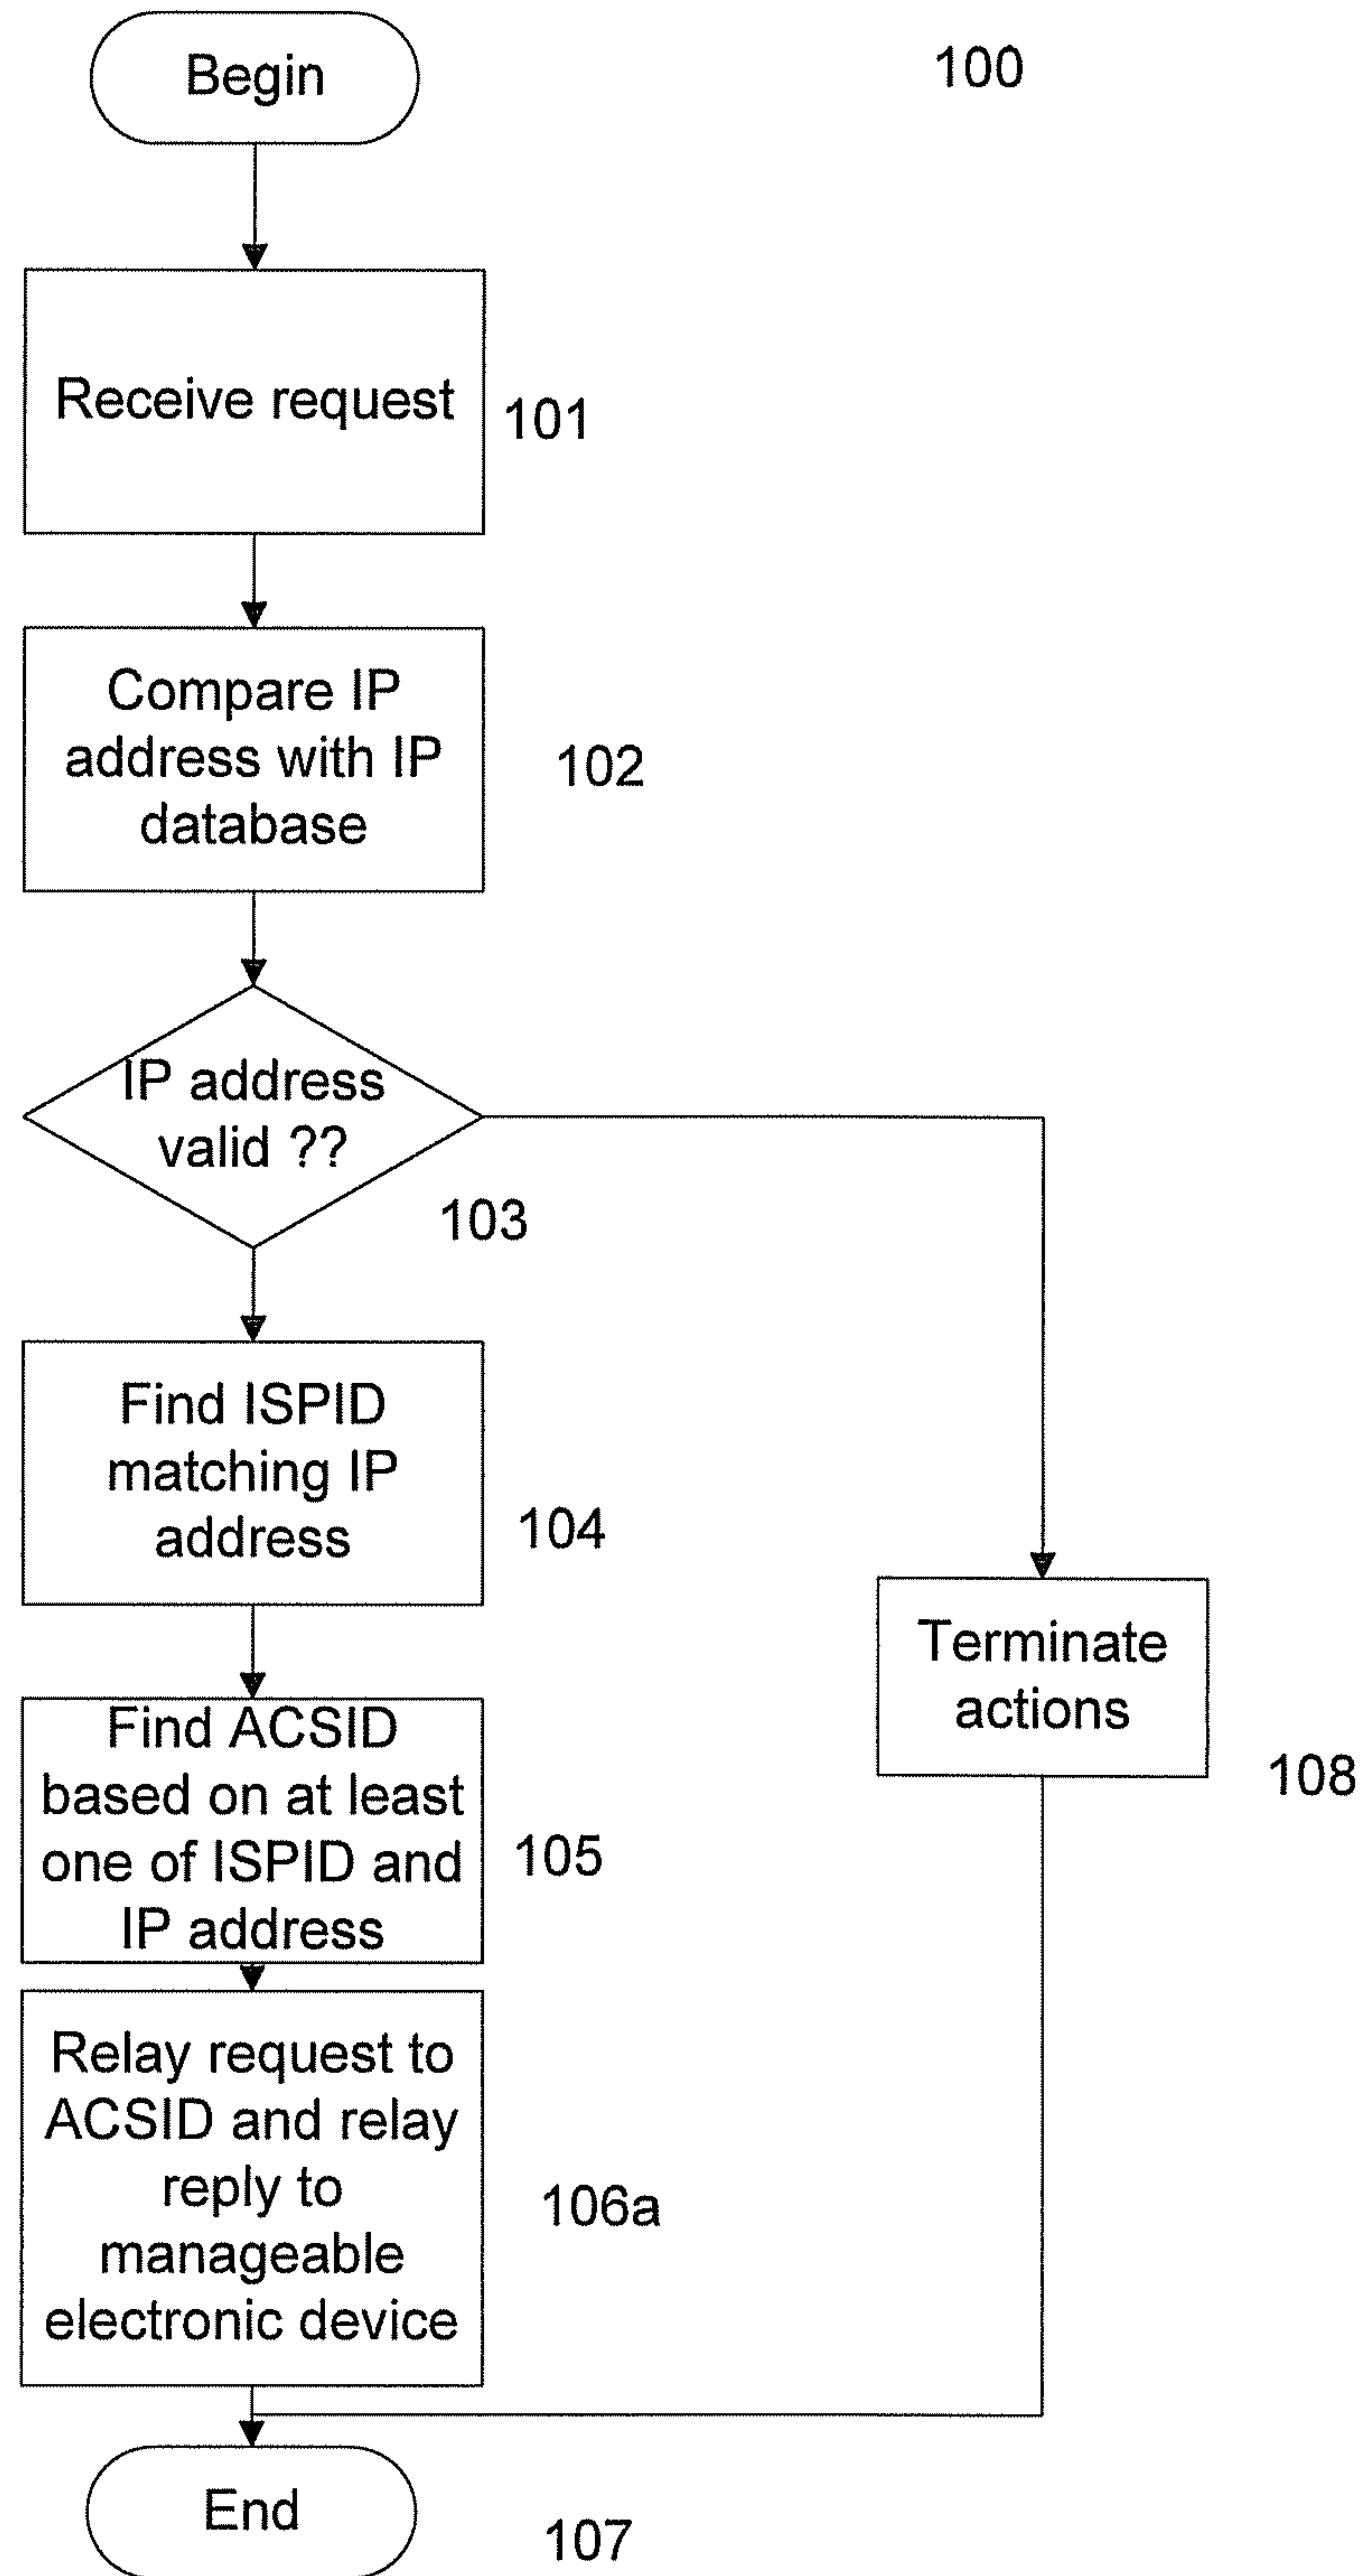 Begin
100
Receive request
101
Compare IP
address with IP
database
102
IP address
valid ??
103
Find ISPID
matching IP
address
104
Terminate
actions
108
Find ACSID
based on at least
one of ISPID and
IP address
105
Relay request to
ACSID and relay
reply to
manageable
electronic device
106a
End
107